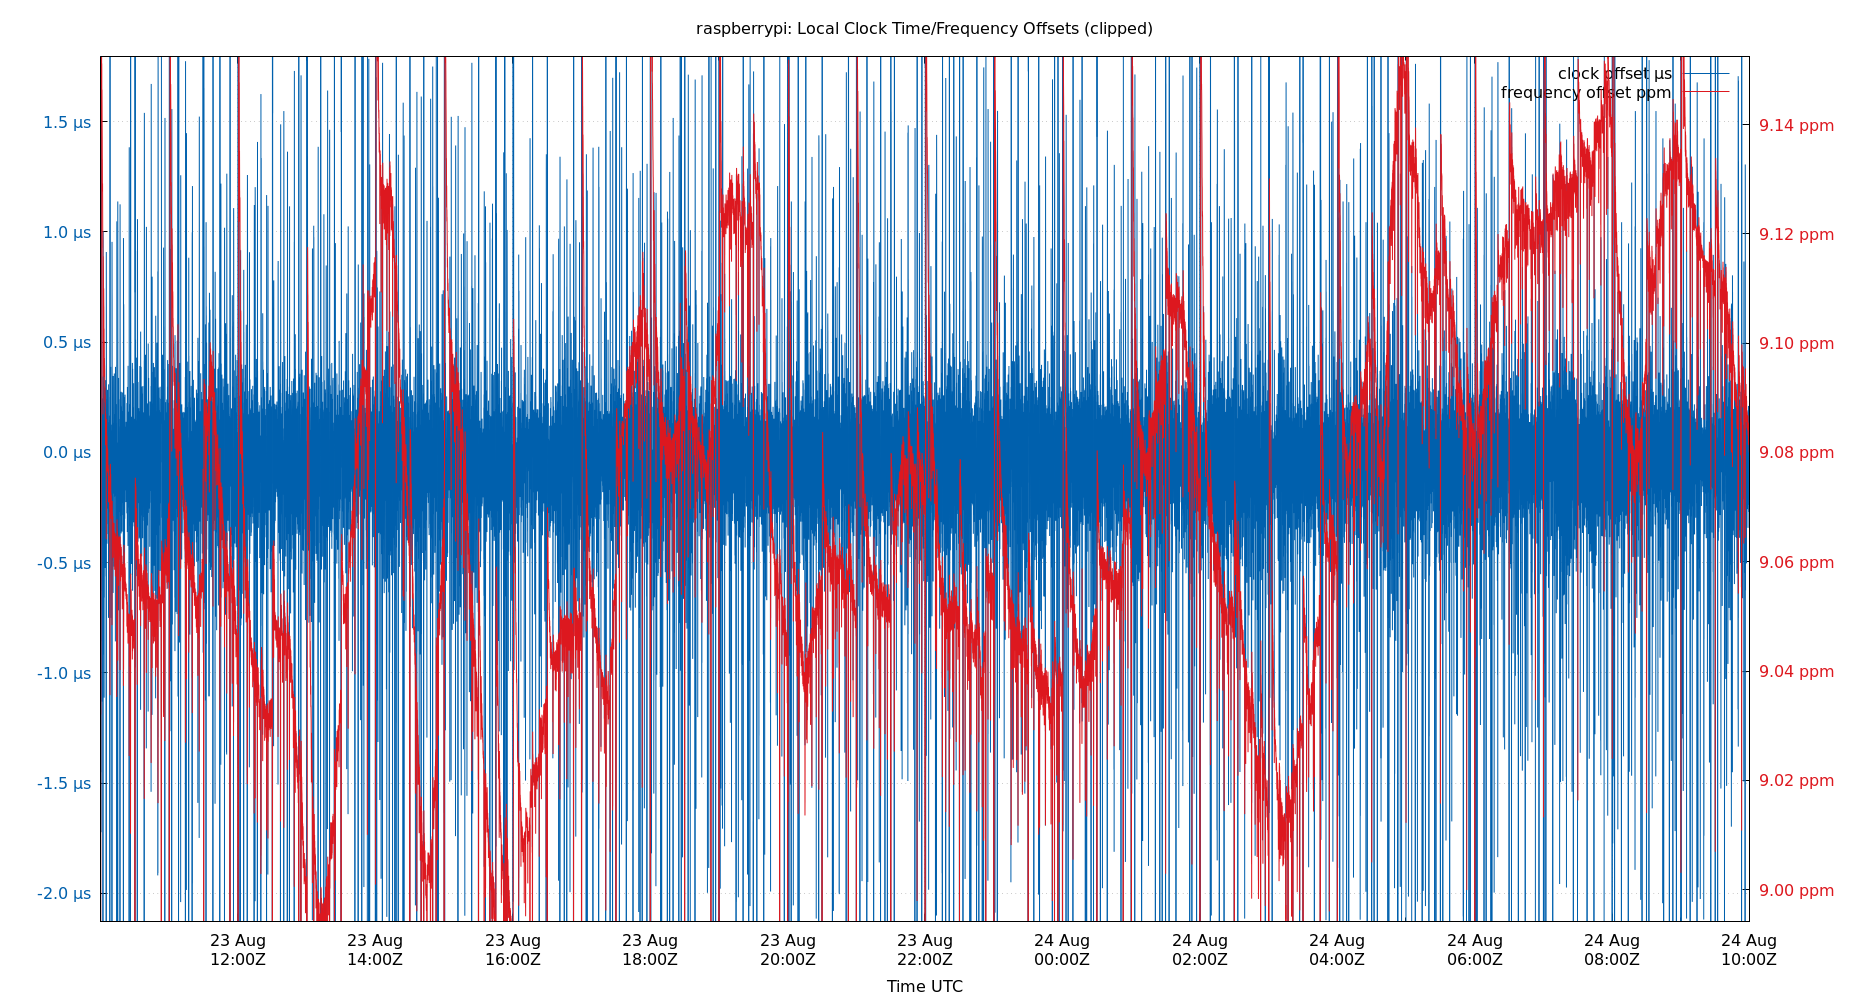 raspberrypi: Local Clock Time/Frequency Offsets (clipped)
clock offset µs
frequency offset ppm
1.5 µs
1.0 µs
0.5 µs
0.0 µs
-0.5 µs
-1.0 µs
-1.5 µs
-2.0 µs
9.14 ppm
9.12 ppm
9.10 ppm
9.08 ppm
9.06 ppm
9.04 ppm
9.02 ppm
9.00 ppm
23 Aug 23 Aug 23 Aug 23 Aug 23 Aug 23 Aug 24 Aug 24 Aug 24 Aug 24 Aug 24 Aug 24 Aug
12:00Z 14:00Z 16:00Z 18:00Z 20:00Z 22:00Z 00:00Z 02:00Z 04:00Z 06:00Z 08:00Z 10:00Z
Time UTC